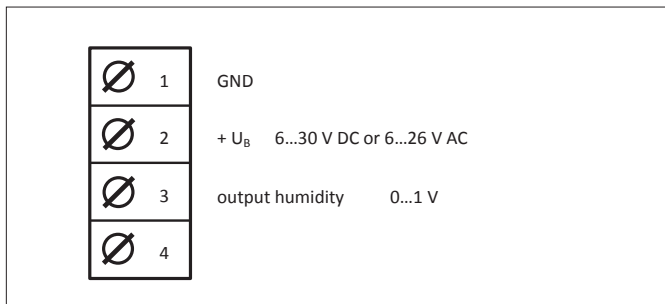 1 GND
2 + U_B 6...30 V DC or 6...26 V AC
3 output humidity 0...1 V
4